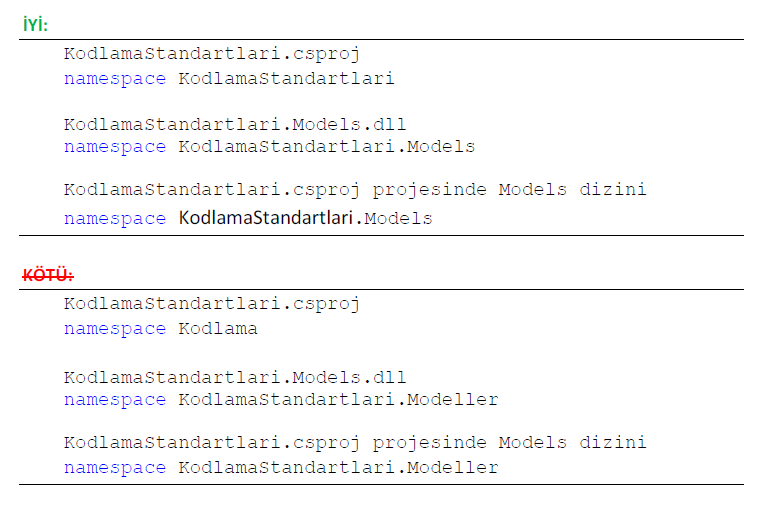 İYİ:
KodlamaStandartlari.csproj
namespace KodlamaStandartlari
KodlamaStandartlari.Models.dll
namespace KodlamaStandartlari.Models
KodlamaStandartlari.csproj projesinde Models dizini
namespace KodlamaStandartlari.Models
KÖTÜ:
KodlamaStandartlari.csproj
namespace Kodlama
KodlamaStandartlari.Models.dll
namespace KodlamaStandartlari.Modeller
KodlamaStandartlari.csproj projesinde Models dizini
namespace KodlamaStandartlari.Modeller